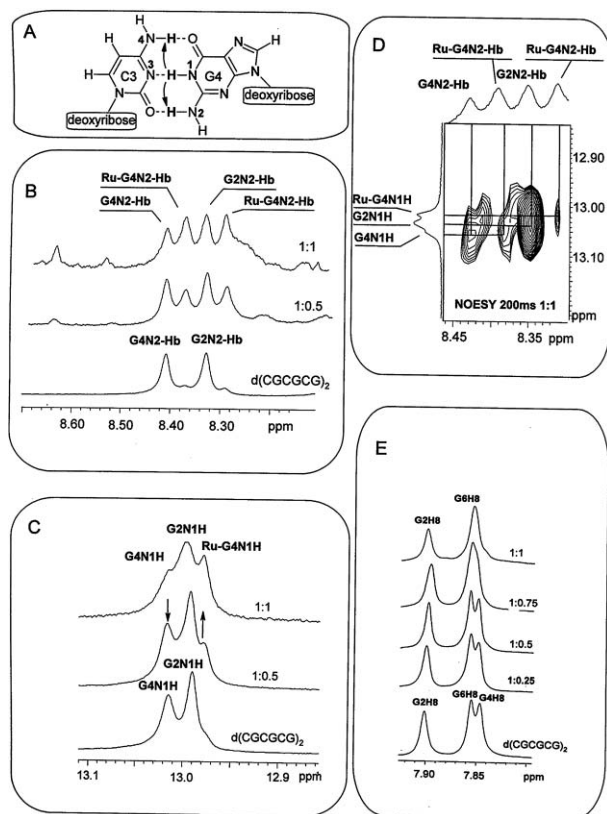 A
H
H N 4 H O N H
H 3 1
C3 N H N G4 N
H N N deoxyribose
deoxyribose O H N 2
H
B
Ru-G4N2-Hb G2N2-Hb
G4N2-Hb Ru-G4N2-Hb
1:1
1:0.5
G4N2-Hb G2N2-Hb
d(CGCGCG)2
8.60 8.50 8.40 8.30 ppm
C
G2N1H
G4N1H Ru-G4N1H
1:1
G2N1H
1:0.5
G4N1H
d(CGCGCG)2
13.1 13.0 12.9 ppm
D
Ru-G4N2-Hb Ru-G4N2-Hb
G4N2-Hb G2N2-Hb
12.90
Ru-G4N1H
13.00
G2N1H
G4N1H
13.10
NOESY 200ms 1:1
ppm
8.45 8.35 ppm
E
G6H8
G2H8
1:1
1:0.75
1:0.5
1:0.25
G6H8
G2H8 G4H8
d(CGCGCG)2
7.90 7.85 ppm